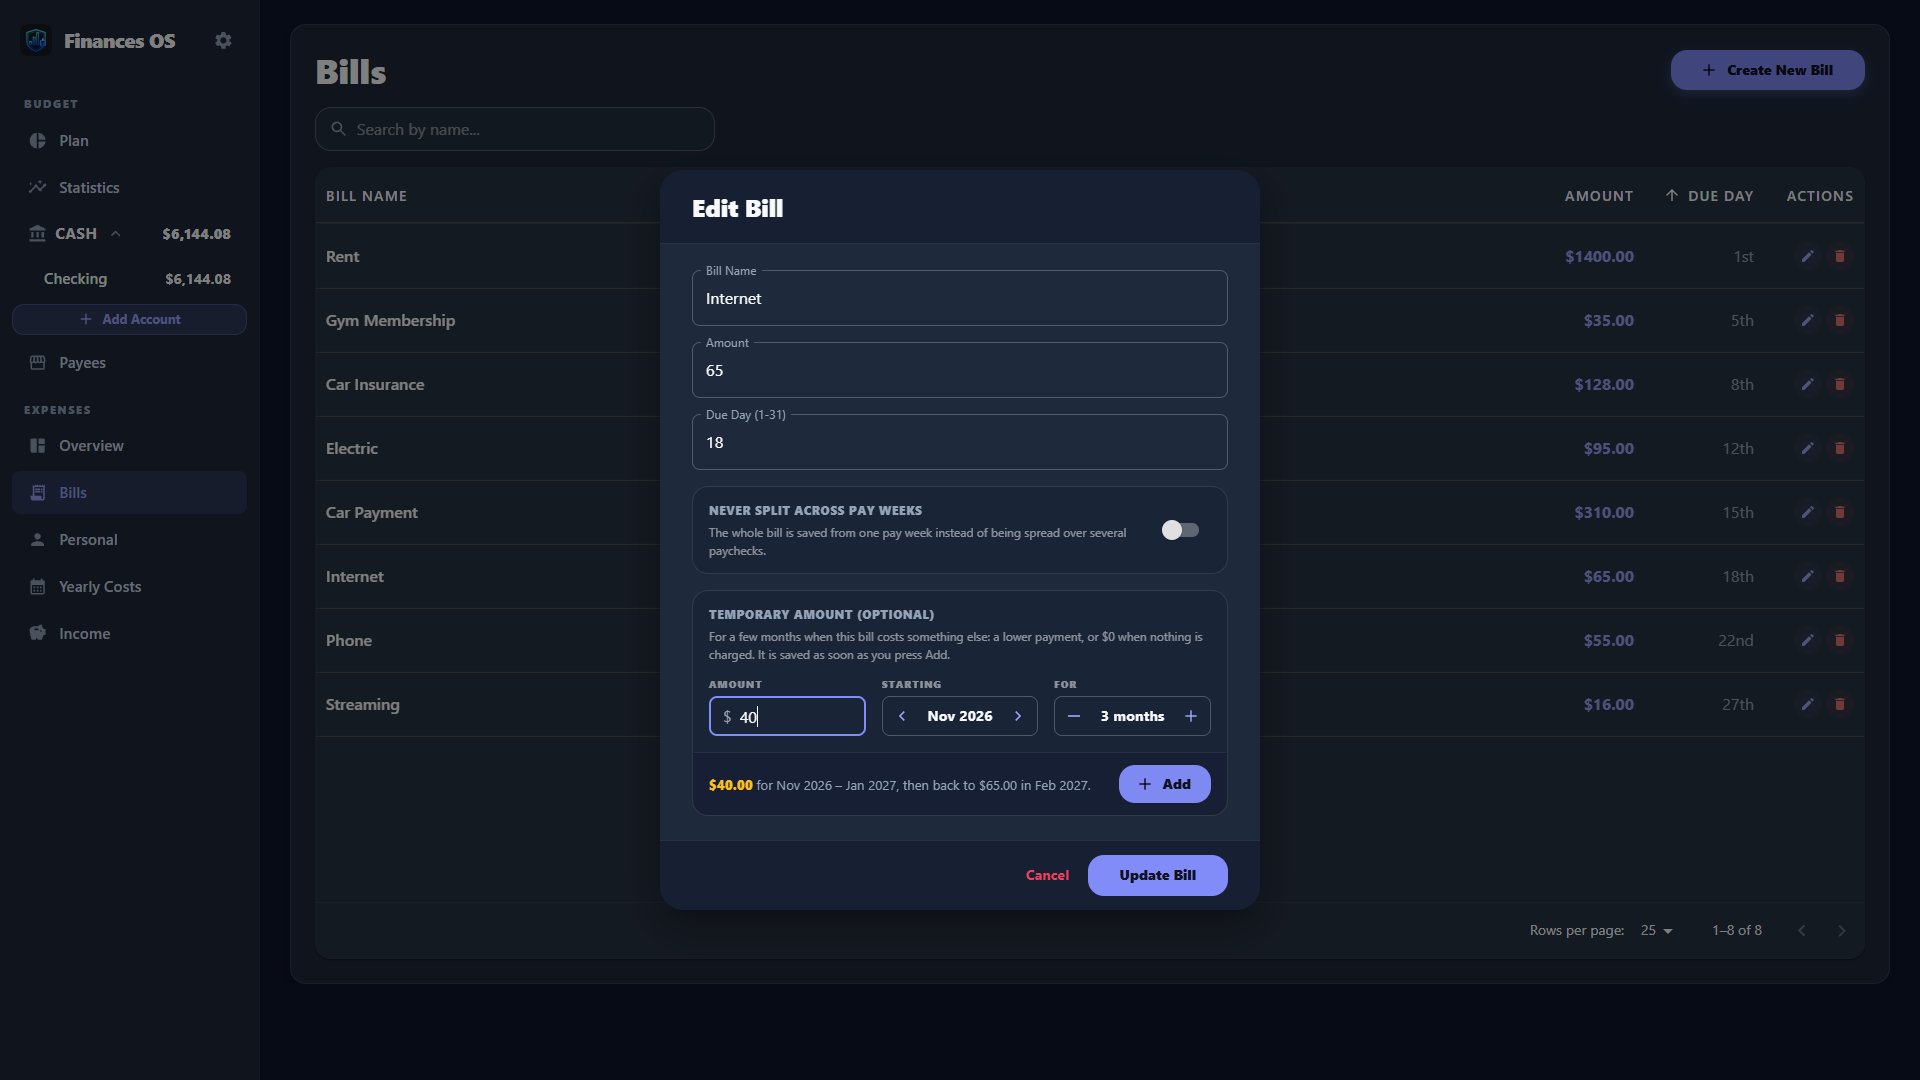 Finances OS
BUDGET
Plan
Statistics
CASH $6,144.08
Checking $6,144.08
+ Add Account
Payees
EXPENSES
Overview
Bills
Personal
Yearly Costs
Income
Bills
+ Create New Bill
Search by name...
BILL NAME AMOUNT ↑ DUE DAY ACTIONS
Rent $1400.00 1st
Gym Membership $35.00 5th
Car Insurance $128.00 8th
Electric $95.00 12th
Car Payment $310.00 15th
Internet $65.00 18th
Phone $55.00 22nd
Streaming $16.00 27th
Rows per page: 25 1–8 of 8
Edit Bill
Bill Name
Internet
Amount
65
Due Day (1-31)
18
NEVER SPLIT ACROSS PAY WEEKS
The whole bill is saved from one pay week instead of being spread over several
paychecks.
TEMPORARY AMOUNT (OPTIONAL)
For a few months when this bill costs something else: a lower payment, or $0 when nothing is
charged. It is saved as soon as you press Add.
AMOUNT STARTING FOR
$ 40 Nov 2026 3 months
$40.00 for Nov 2026 – Jan 2027, then back to $65.00 in Feb 2027.
+ Add
Cancel Update Bill